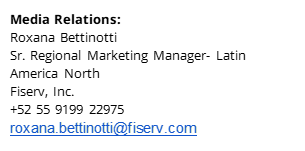 Media Relations:
Roxana Bettinotti
Sr. Regional Marketing Manager- Latin
America North
Fiserv, Inc.
+52 55 9199 22975
roxana.bettinotti@fiserv.com